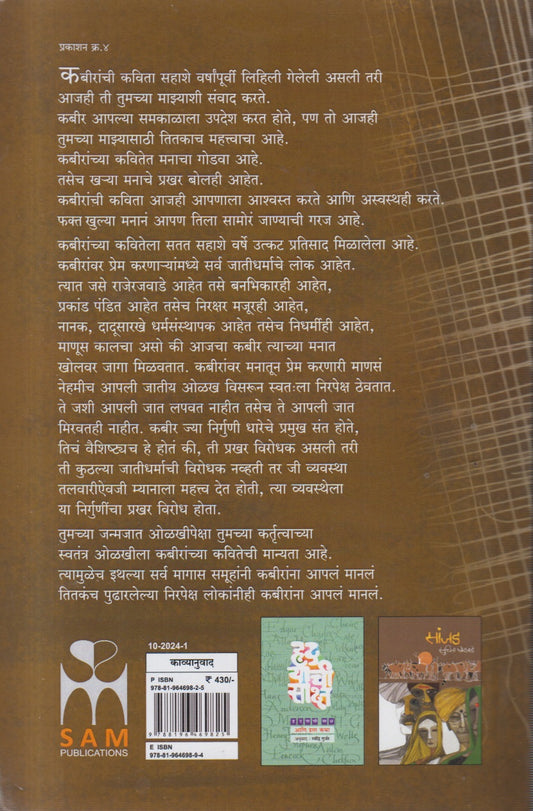 प्रकाशन क्र.४
कबीरांची कविता सहाशे वर्षांपूर्वी लिहिली गेलेली असली तरी
आजही ती तुमच्या माझ्याशी संवाद करते.
कबीर आपल्या समकाळाला उपदेश करत होते, पण तो आजही
तुमच्या माझ्यासाठी तितकाच महत्त्वाचा आहे.
कबीरांच्या कवितेत मनाचा गोडवा आहे.
तसेच खऱ्या मनाचे प्रखर बोलही आहेत.
कबीरांची कविता आजही आपणाला आश्वस्त करते आणि अस्वस्थही करते.
फक्त खुल्या मनानं आपण तिला सामोरं जाण्याची गरज आहे.
कबीरांच्या कवितेला सतत सहाशे वर्षे उत्कट प्रतिसाद मिळालेला आहे.
कबीरांवर प्रेम करणाऱ्यांमध्ये सर्व जातीधर्माचे लोक आहेत.
त्यात जसे राजेरजवाडे आहेत तसे बनभिकारही आहेत,
प्रकांड पंडित आहेत तसेच निरक्षर मजूरही आहेत,
नानक, दादूसारखे धर्मसंस्थापक आहेत तसेच निधर्मीही आहेत,
माणूस कालचा असो की आजचा कबीर त्याच्या मनात
खोलवर जागा मिळवतात. कबीरांवर मनातून प्रेम करणारी माणसं
नेहमीच आपली जातीय ओळख विसरून स्वतःला निरपेक्ष ठेवतात.
ते जशी आपली जात लपवत नाहीत तसेच ते आपली जात
मिरवतही नाहीत. कबीर ज्या निर्गुणी धारेचे प्रमुख संत होते,
तिचं वैशिष्ट्यच हे होतं की, ती प्रखर विरोधक असली तरी
ती कुठल्या जातीधर्माची विरोधक नव्हती तर जी व्यवस्था
तलवारीऐवजी म्यानाला महत्त्व देत होती, त्या व्यवस्थेला
या निर्गुणींचा प्रखर विरोध होता.
तुमच्या जन्मजात ओळखीपेक्षा तुमच्या कर्तृत्वाच्या
स्वतंत्र ओळखीला कबीरांच्या कवितेची मान्यता आहे.
त्यामुळेच इथल्या सर्व मागास समूहांनी कबीरांना आपलं मानलं
तितकंच पुढारलेल्या निरपेक्ष लोकांनीही कबीरांना आपलं मानलं.
SAM
PUBLICATIONS
10-2024-1
काव्यानुवाद
P ISBN
978-81-964698-2-5
₹ 430/-
9 788196 469825
E ISBN
978-81-964698-9-4
आणि इतर कथा
सांजड